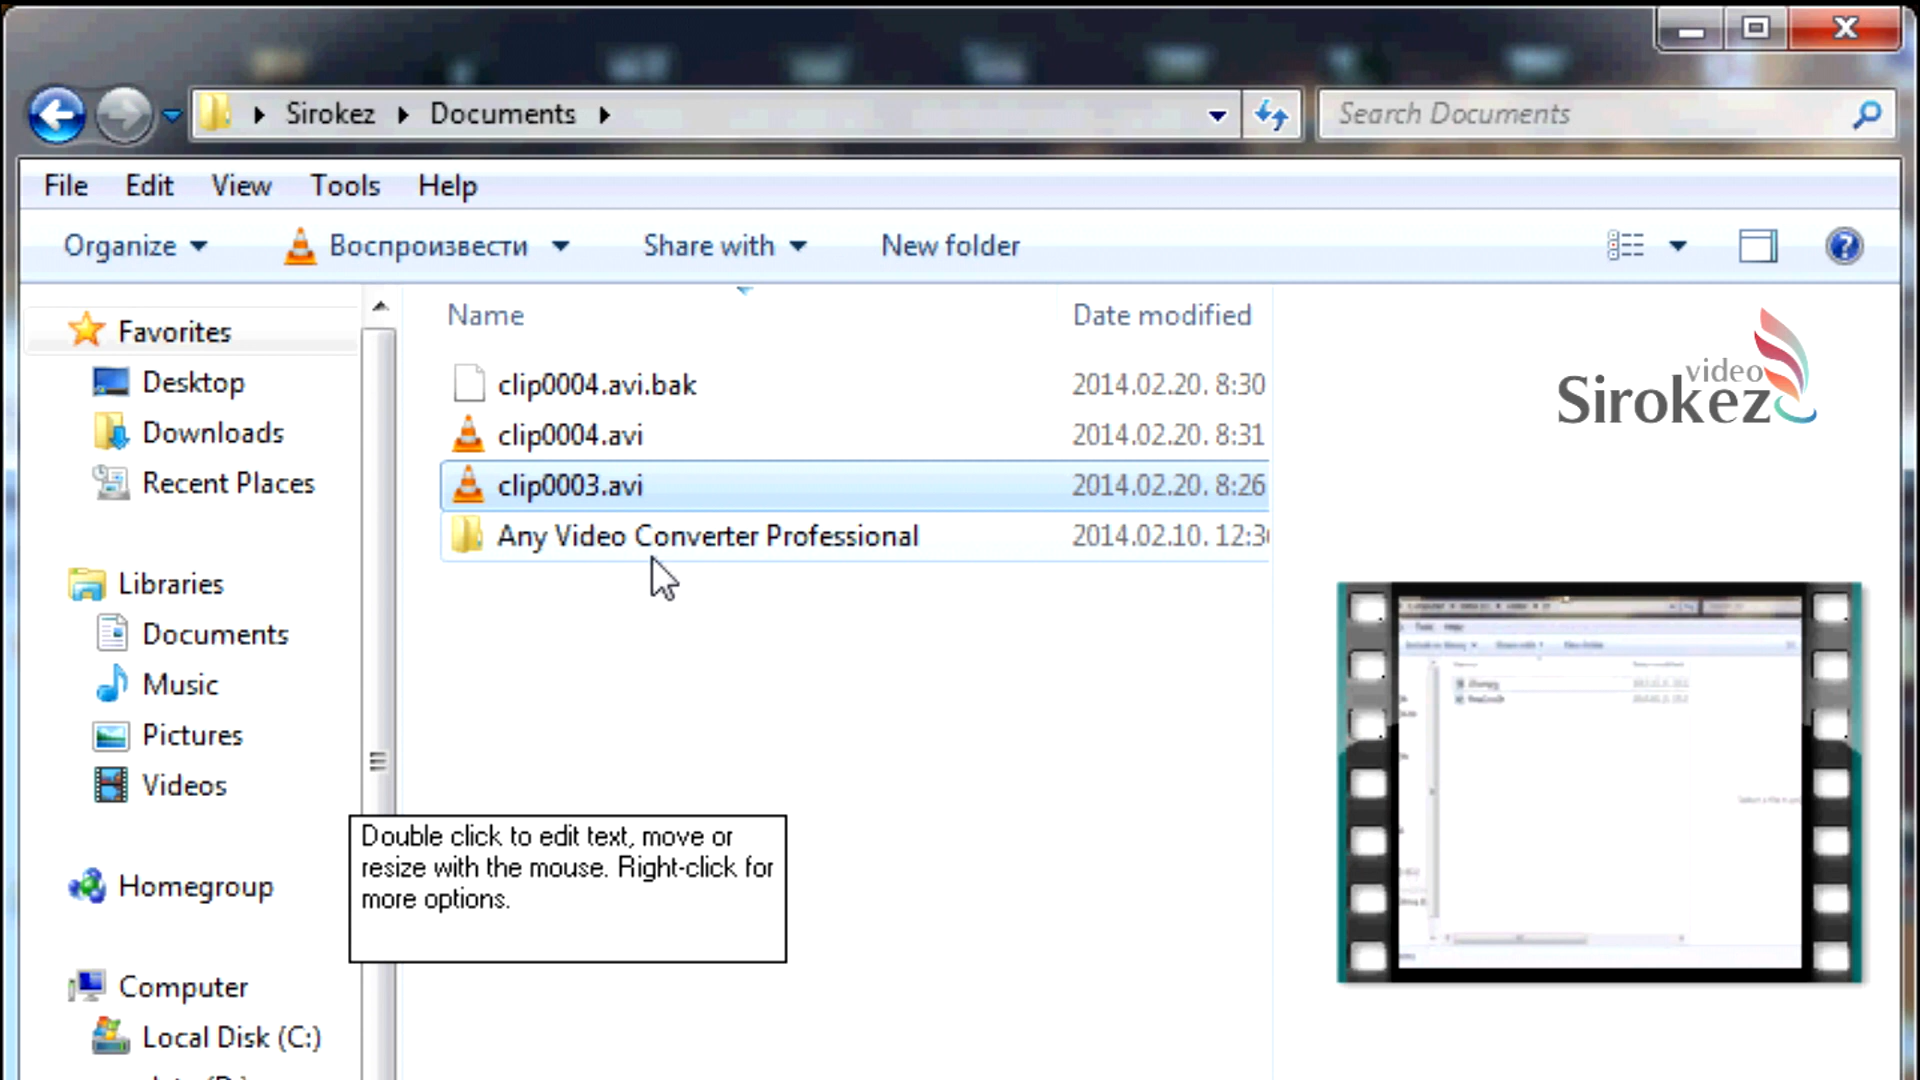 Sirokez Documents
Search Documents
File Edit View Tools Help
Organize Воспроизвести Share with New folder
Name Date modified
Favorites
Desktop
Downloads
Recent Places
Libraries
Documents
Music
Pictures
Videos
Homegroup
Computer
Local Disk (C:)
clip0004.avi.bak 2014.02.20. 8:30
clip0004.avi 2014.02.20. 8:31
clip0003.avi 2014.02.20. 8:26
Any Video Converter Professional 2014.02.10. 12:3
video
Sirokez
Double click to edit text, move or
resize with the mouse. Right-click for
more options.